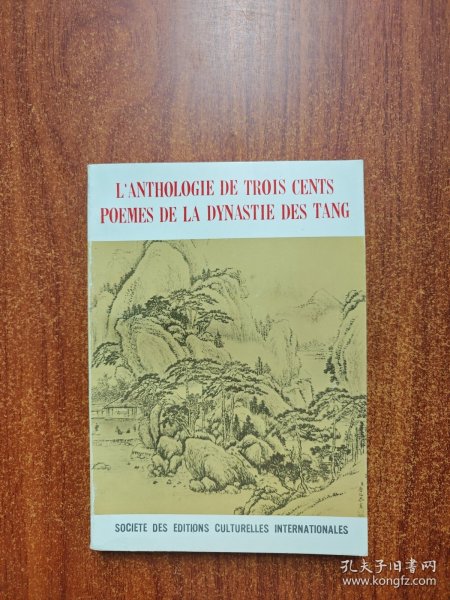 L'ANTHOLOGIE DE TROIS CENTS
POEMES DE LA DYNASTIE DES TANG
SOCIETE DES EDITIONS CULTURELLES INTERNATIONALES
孔夫子旧书网
www.kongfz.com